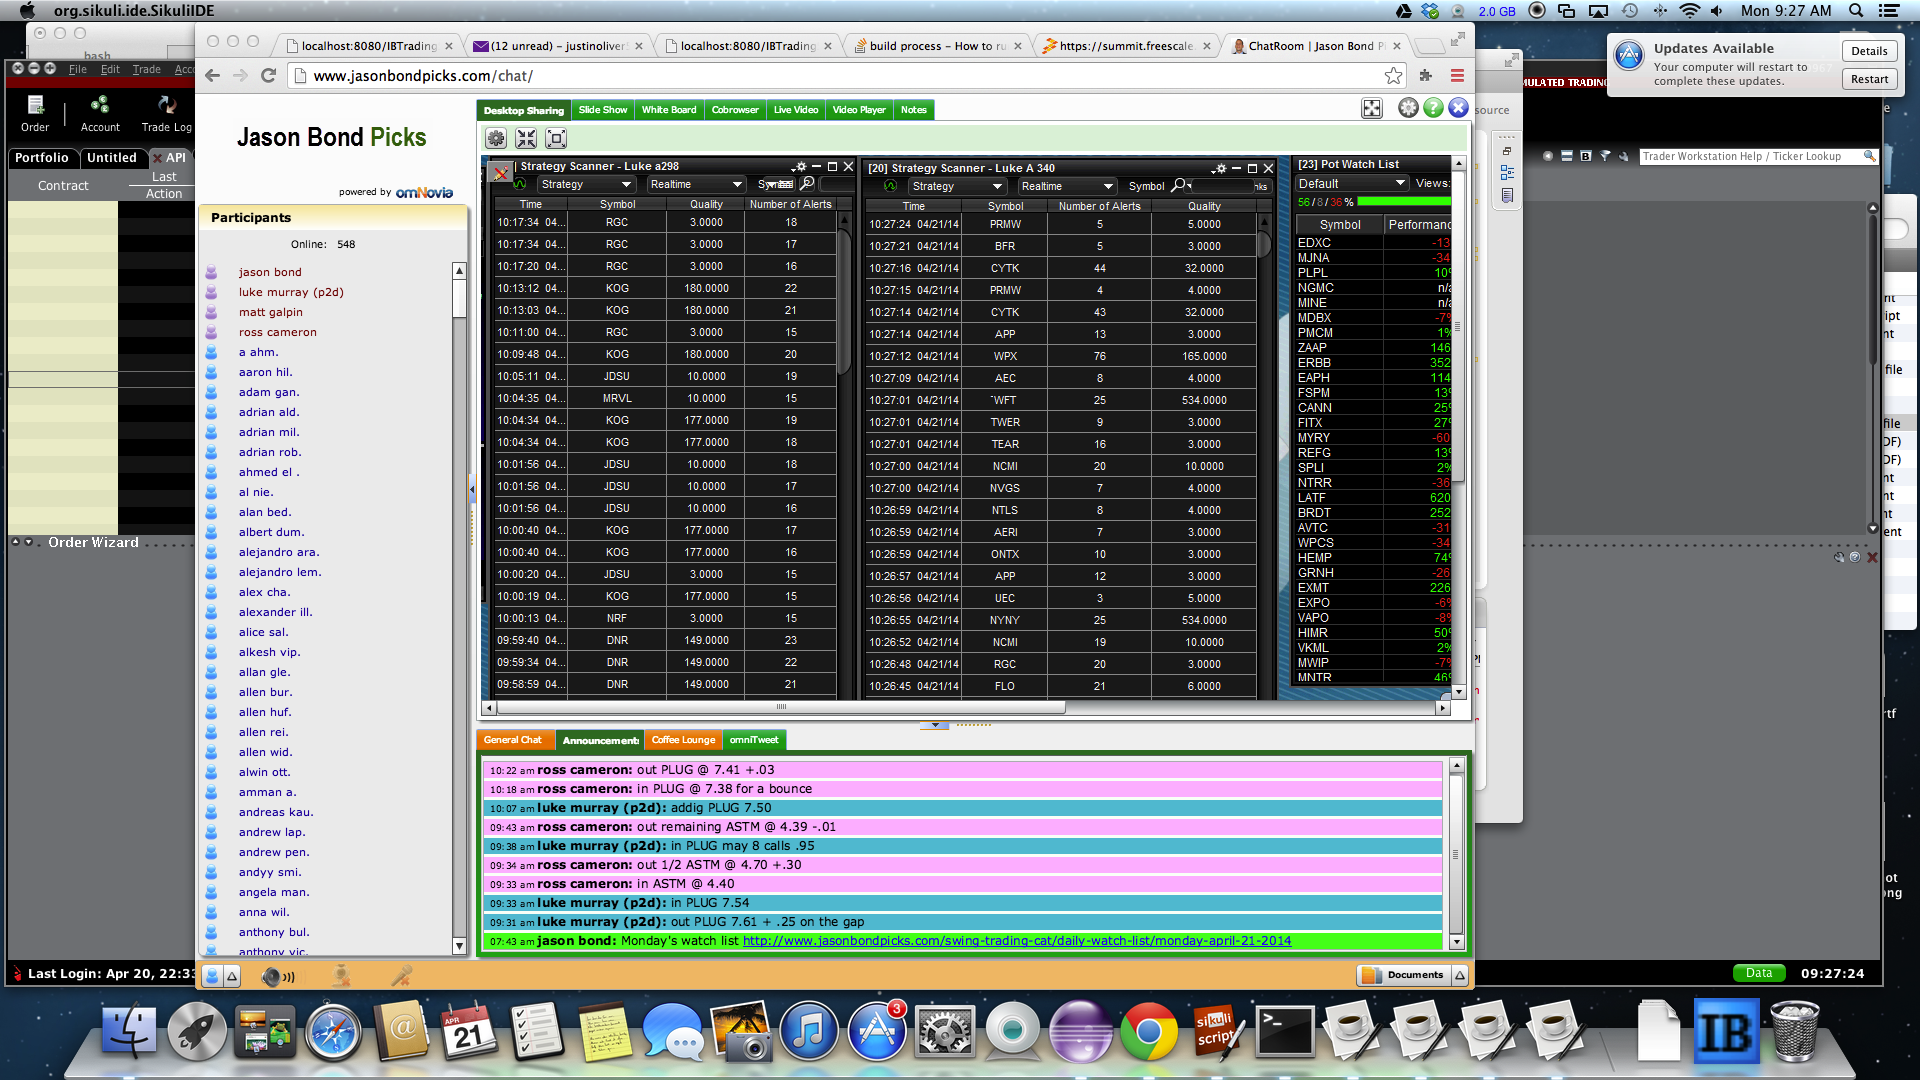 org.sikuli.ide.SikuliIDE
2.0 GB
Mon 9:27 AM
bash
localhost:8080/IBTrading
(12 unread) – justinoliver
localhost:8080/IBTrading
build process – How to ru
https://summit.freescale.
ChatRoom | Jason Bond P
www.jasonbondpicks.com/chat/
Updates Available
Your computer will restart to
complete these updates.
Details
Restart
File Edit Trade Acc
Order
Account
Trade Log
MULATED TRADING
Portfolio
Untitled
API
Contract
Last
Action
Order Wizard
Trader Workstation Help / Ticker Lookup
Jason Bond Picks
powered by omNovia
Participants
Online: 548
jason bond
luke murray (p2d)
matt galpin
ross cameron
a ahm.
aaron hil.
adam gan.
adrian ald.
adrian mil.
adrian rob.
ahmed el .
al nie.
alan bed.
albert dum.
alejandro ara.
alejandro lem.
alex cha.
alexander ill.
alice sal.
alkesh vip.
allan gle.
allen bur.
allen huf.
allen rei.
allen wid.
alwin ott.
amman a.
andreas kau.
andrew lap.
andrew pen.
andyy smi.
angela man.
anna wil.
anthony bul.
anthony vic.
Desktop Sharing
Slide Show
White Board
Cobrowser
Live Video
Video Player
Notes
Strategy Scanner - Luke a298
Strategy Realtime
Time Symbol Quality Number of Alerts
10:17:34 04... RGC 3.0000 18
10:17:34 04... RGC 3.0000 17
10:17:20 04... RGC 3.0000 16
10:13:12 04... KOG 180.0000 22
10:13:03 04... KOG 180.0000 21
10:11:00 04... RGC 3.0000 15
10:09:48 04... KOG 180.0000 20
10:05:11 04... JDSU 10.0000 19
10:04:35 04... MRVL 10.0000 15
10:04:34 04... KOG 177.0000 19
10:04:34 04... KOG 177.0000 18
10:01:56 04... JDSU 10.0000 18
10:01:56 04... JDSU 10.0000 17
10:01:56 04... JDSU 10.0000 16
10:00:40 04... KOG 177.0000 17
10:00:40 04... KOG 177.0000 16
10:00:20 04... JDSU 3.0000 15
10:00:19 04... KOG 177.0000 15
10:00:13 04... NRF 3.0000 15
09:59:40 04... DNR 149.0000 23
09:59:34 04... DNR 149.0000 22
09:58:59 04... DNR 149.0000 21
[20] Strategy Scanner - Luke A 340
Strategy Realtime Symbol
Time Symbol Number of Alerts Quality
10:27:24 04/21/14 PRMW 5 5.0000
10:27:21 04/21/14 BFR 5 3.0000
10:27:16 04/21/14 CYTK 44 32.0000
10:27:15 04/21/14 PRMW 4 4.0000
10:27:14 04/21/14 CYTK 43 32.0000
10:27:14 04/21/14 APP 13 3.0000
10:27:12 04/21/14 WPX 76 165.0000
10:27:09 04/21/14 AEC 8 4.0000
10:27:01 04/21/14 WFT 25 534.0000
10:27:01 04/21/14 TWER 9 3.0000
10:27:01 04/21/14 TEAR 16 3.0000
10:27:00 04/21/14 NCMI 20 10.0000
10:27:00 04/21/14 NVGS 7 4.0000
10:26:59 04/21/14 NTLS 8 4.0000
10:26:59 04/21/14 AERI 7 3.0000
10:26:59 04/21/14 ONTX 10 3.0000
10:26:57 04/21/14 APP 12 3.0000
10:26:56 04/21/14 UEC 3 5.0000
10:26:55 04/21/14 NYNY 25 534.0000
10:26:52 04/21/14 NCMI 19 10.0000
10:26:48 04/21/14 RGC 20 3.0000
10:26:45 04/21/14 FLO 21 6.0000
[23] Pot Watch List
Default Views:
56 / 8 / 36 %
Symbol Performanc
EDXC -13
MJNA -34
PLPL 10%
NGMC n/a
MINE n/a
MDBX -7%
PMCM 1%
ZAAP 146
ERBB 352
EAPH 114
FSPM 13%
CANN 25%
FITX 27%
MYRY -60
REFG 13%
SPLI 2%
NTRR -36
LATF 620
BRDT 252
AVTC -31
WPCS -34
HEMP 74%
GRNH -26
EXMT 226
EXPO -6%
VAPO -8%
HIMR 50%
VKML 2%
MWIP -7%
MNTR 46%
General Chat
Announcements
Coffee Lounge
omniTweet
10:22 am ross cameron: out PLUG @ 7.41 +.03
10:18 am ross cameron: in PLUG @ 7.38 for a bounce
10:07 am luke murray (p2d): addig PLUG 7.50
09:43 am ross cameron: out remaining ASTM @ 4.39 -.01
09:38 am luke murray (p2d): in PLUG may 8 calls .95
09:34 am ross cameron: out 1/2 ASTM @ 4.70 +.30
09:33 am ross cameron: in ASTM @ 4.40
09:33 am luke murray (p2d): in PLUG 7.54
09:31 am luke murray (p2d): out PLUG 7.61 + .25 on the gap
07:43 am jason bond: Monday's watch list http://www.jasonbondpicks.com/swing-trading-cat/daily-watch-list/monday-april-21-2014
Documents
Last Login: Apr 20, 22:33
Data
09:27:24
APR
21
3
sikuli
script
IB